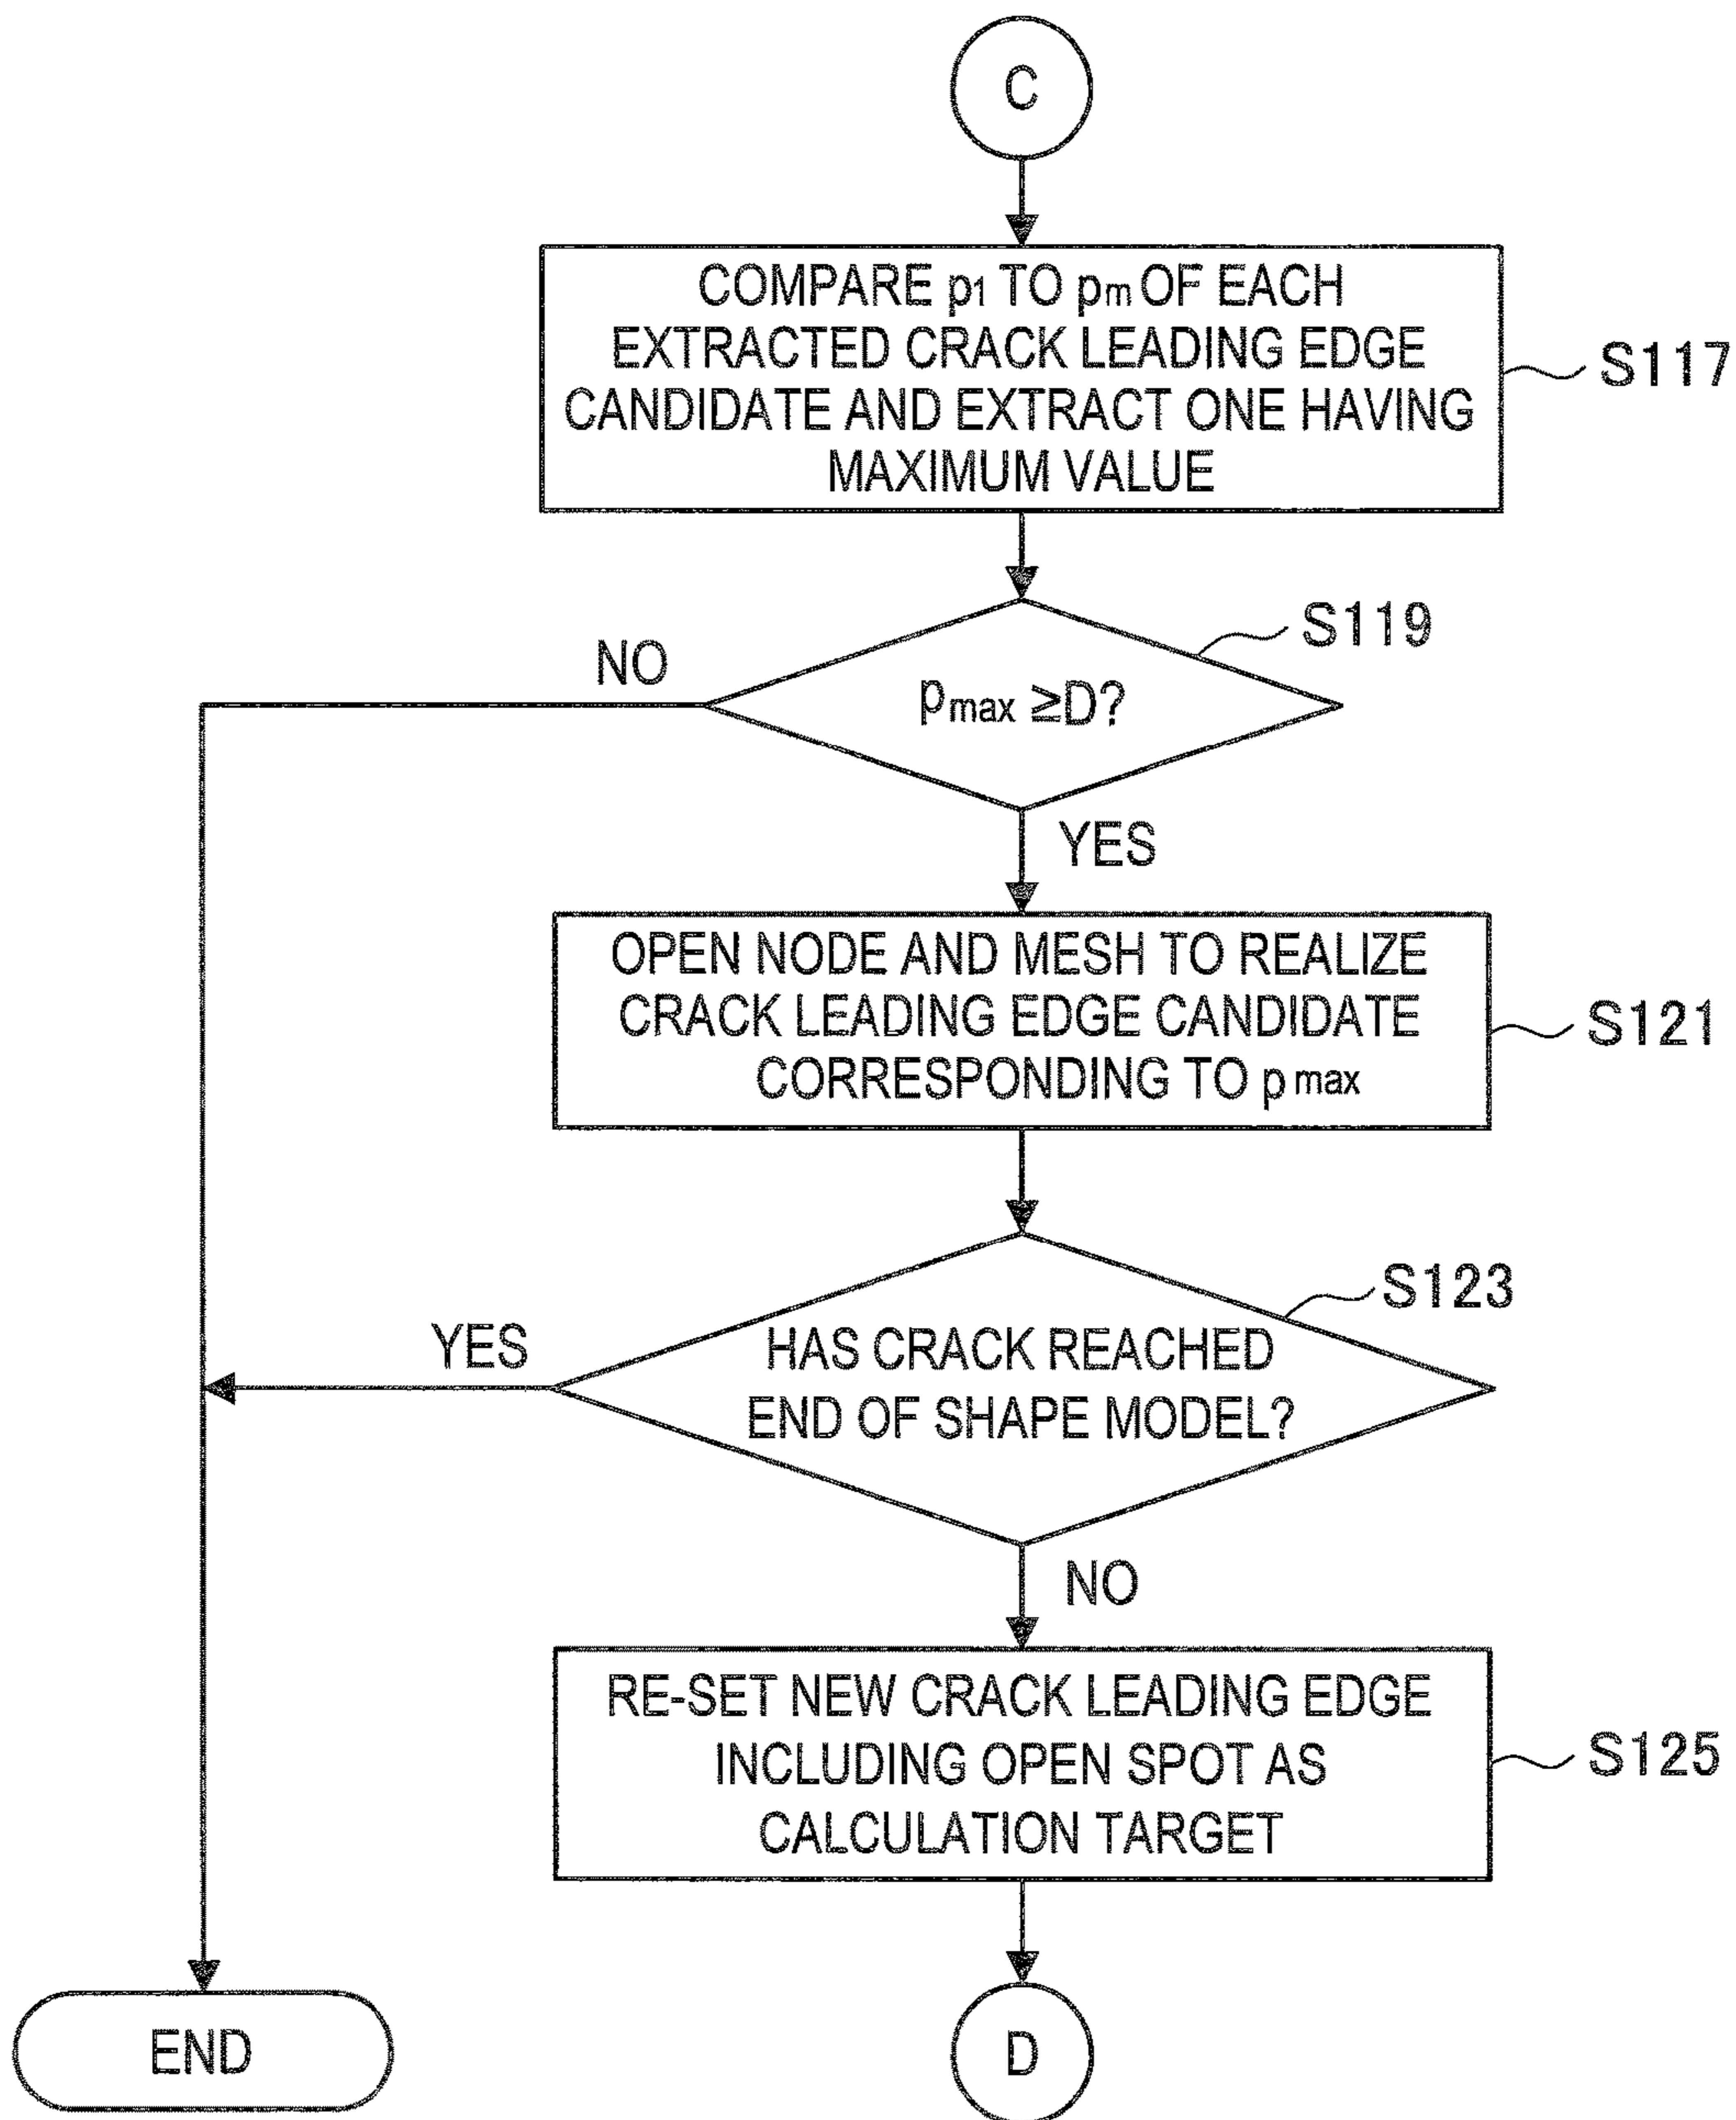 C
COMPARE p1 TO pm OF EACH
EXTRACTED CRACK LEADING EDGE
CANDIDATE AND EXTRACT ONE HAVING
MAXIMUM VALUE
S117
S119
NO
pmax ≥D?
YES
OPEN NODE AND MESH TO REALIZE
CRACK LEADING EDGE CANDIDATE
CORRESPONDING TO pmax
S121
S123
YES
HAS CRACK REACHED
END OF SHAPE MODEL?
NO
RE-SET NEW CRACK LEADING EDGE
INCLUDING OPEN SPOT AS
CALCULATION TARGET
S125
END
D